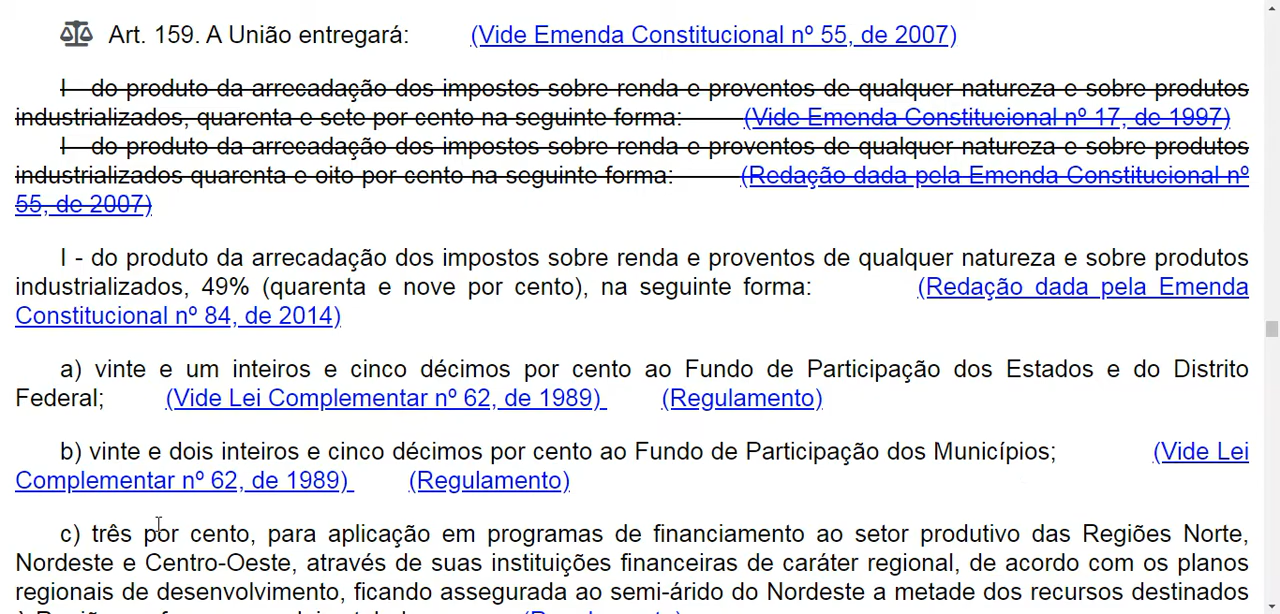 Art. 159. A União entregará: (Vide Emenda Constitucional nº 55, de 2007)
I - do produto da arrecadação dos impostos sobre renda e proventos de qualquer natureza e sobre produtos
industrializados, quarenta e sete por cento na seguinte forma: (Vide Emenda Constitucional nº 17, de 1997)
I - do produto da arrecadação dos impostos sobre renda e proventos de qualquer natureza e sobre produtos
industrializados quarenta e oito por cento na seguinte forma: (Redação dada pela Emenda Constitucional nº
55, de 2007)
I - do produto da arrecadação dos impostos sobre renda e proventos de qualquer natureza e sobre produtos
industrializados, 49% (quarenta e nove por cento), na seguinte forma: (Redação dada pela Emenda
Constitucional nº 84, de 2014)
a) vinte e um inteiros e cinco décimos por cento ao Fundo de Participação dos Estados e do Distrito
Federal; (Vide Lei Complementar nº 62, de 1989) (Regulamento)
b) vinte e dois inteiros e cinco décimos por cento ao Fundo de Participação dos Municípios; (Vide Lei
Complementar nº 62, de 1989) (Regulamento)
c) três por cento, para aplicação em programas de financiamento ao setor produtivo das Regiões Norte,
Nordeste e Centro-Oeste, através de suas instituições financeiras de caráter regional, de acordo com os planos
regionais de desenvolvimento, ficando assegurada ao semi-árido do Nordeste a metade dos recursos destinados